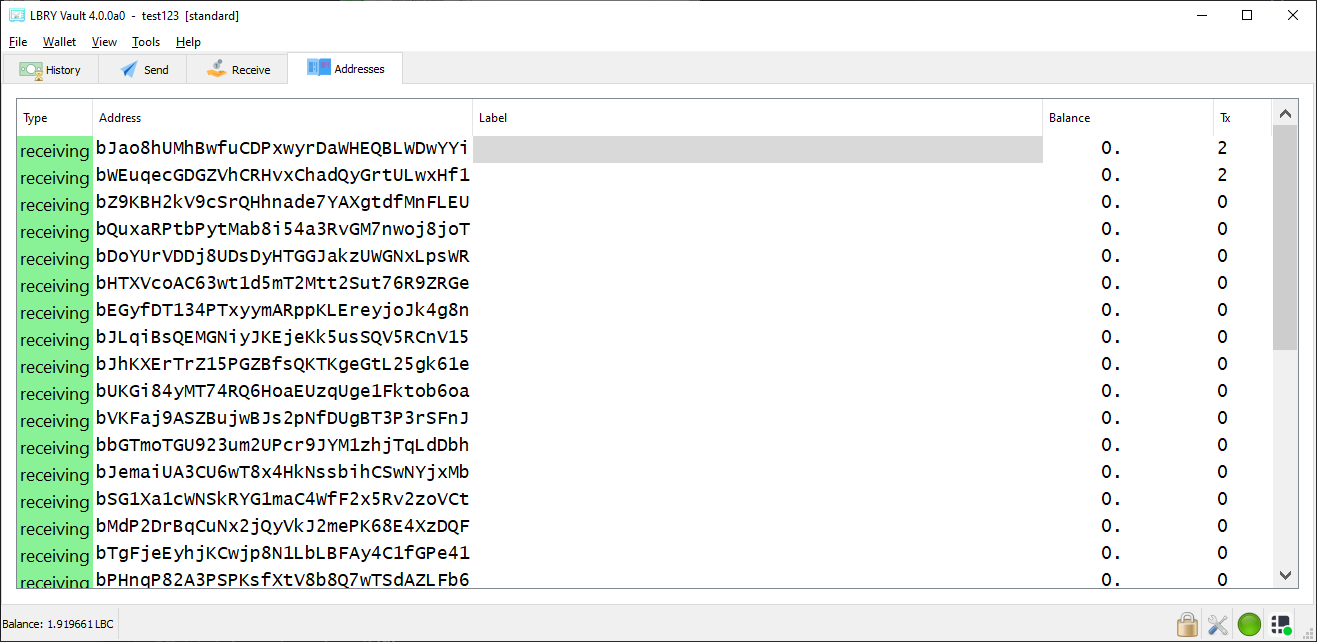 LBRY Vault 4.0.0a0 - test123 [standard]
File Wallet View Tools Help
History Send Receive Addresses
Type Address Label Balance Tx
receiving bJao8hUMhBwfuCDPxwyrDaWHEQBLWDwYYi 0. 2
receiving bWEuqecGDGZVhCRHvxChadQyGrtULwxHf1 0. 2
receiving bZ9KBH2kV9cSrQHhnade7YAXgtdfMnFLEU 0. 0
receiving bQuxaRPtbPytMab8i54a3RvGM7nwoj8joT 0. 0
receiving bDoYUrVDDj8UDsDyHTGGJakzUWGNxLpsWR 0. 0
receiving bHTXVcoAC63wt1d5mT2Mtt2Sut76R9ZRGe 0. 0
receiving bEGyfDT134PTxyymARppKLEreyjoJk4g8n 0. 0
receiving bJLqiBsQEMGNiyJKEjeKk5usSQV5RCnV15 0. 0
receiving bJhKXErTrZ15PGZBfsQKTKgeGtL25gk61e 0. 0
receiving bUKGi84yMT74RQ6HoaEUzqUge1Fktob6oa 0. 0
receiving bVKFaj9ASZBujwBJs2pNfDUgBT3P3rSFnJ 0. 0
receiving bbGTmoTGU923um2UPcr9JYM1zhjTqLdDbh 0. 0
receiving bJemaiUA3CU6wT8x4HkNssbihCSwNYjxMb 0. 0
receiving bSG1Xa1cWNSkRYG1maC4WfF2x5Rv2zoVCt 0. 0
receiving bMdP2DrBqCuNx2jQyVkJ2mePK68E4XzDQF 0. 0
receiving bTgFjeEyhjKCwjp8N1LbLBFAy4C1fGPe41 0. 0
receiving bPHnqP82A3PSPKsfXtV8b8Q7wTSdAZLFb6 0. 0
Balance: 1.919661 LBC